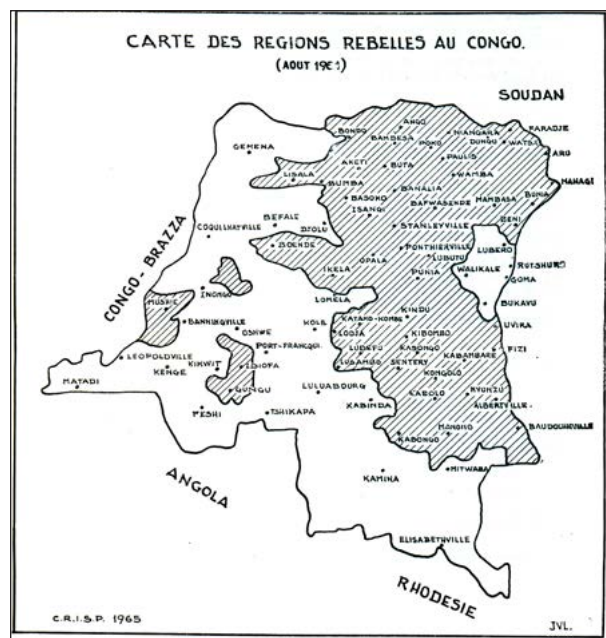 CARTE DES REGIONS REBELLES AU CONGO.
SOUDAN
ANGO
NIANGARA
FARADJE
BONDO
BAMBESA
POKO
DUNGU
WATSA
ARU
GEMENA
AKETI
BUTA
PAULIS
WAMBA
MAHAGI
LISALA
BUMBA
BANALIA
BASOKO
ISANGI
BAFWASENDE
MAMBASA
BUNIA
BEFALE
DJOLU
STANLEYVILLE
BENI
COQUILHATVILLE
CONGO-BRAZZA
BOENDE
PONTHIERVILLE
LUBERO
OPALA
LUBUTU
RUTSHURU
IKELA
PUNIA
WALIKALE
GOMA
INONGO
LOMELA
BUKAVU
MUSHIE
KINDU
BANNINGVILLE
OSHWE
KOLE
KATAKO-KOMBE
UVIRA
LODJA
KIBOMBO
LEOPOLDVILLE
PORT-FRANCQUI
LUBEFU
KASONGO
FIZI
KENGE
KIKWIT
IDIOFA
LUSAMBO
SENTERY
KABAMBARE
KONGOLO
MATADI
GUNGU
LULUABOURG
KABINDA
KABALO
NYUNZU
ALBERTVILLE
FESHI
TSHIKAPA
KABONGO
MANONO
BAUDOUINVILLE
ANGOLA
KAMINA
MITWABA
ELISABETHVILLE
RHODESIE
C.R.I.S.P. 1965
JVL.